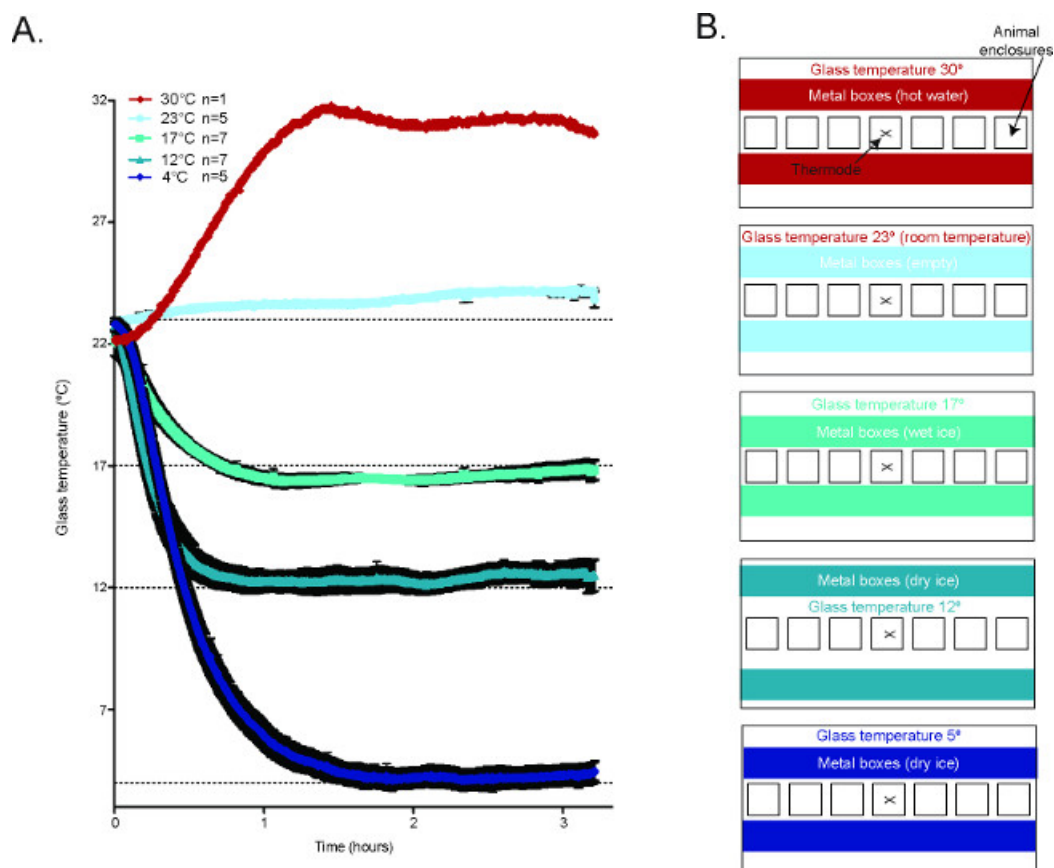 A.
30°C n=1
23°C n=5
17°C n=7
12°C n=7
4°C n=5
32
27
22
17
12
7
Glass temperature (°C)
0
1
2
3
Time (hours)
B.
Animal
enclosures
Glass temperature 30°
Metal boxes (hot water)
Thermode
Glass temperature 23° (room temperature)
Metal boxes (empty)
Glass temperature 17°
Metal boxes (wet ice)
Metal boxes (dry ice)
Glass temperature 12°
Glass temperature 5°
Metal boxes (dry ice)